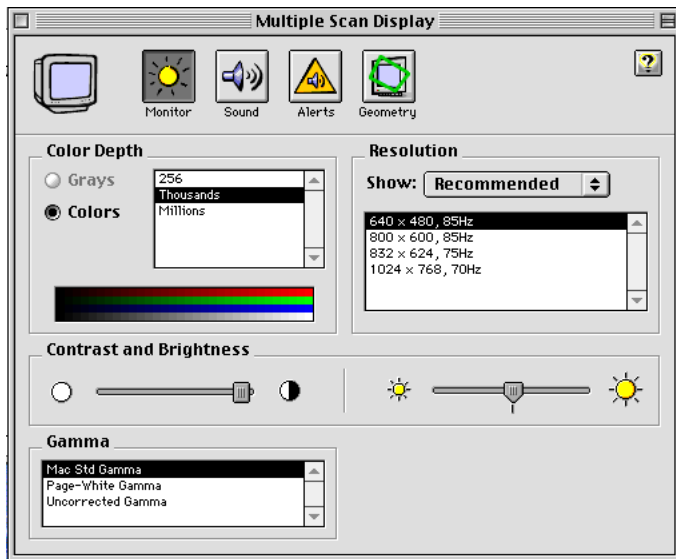 Multiple Scan Display
?
Monitor
Sound
Alerts
Geometry
Color Depth
Grays
Colors
256
Thousands
Millions
Resolution
Show: Recommended
640 x 480, 85Hz
800 x 600, 85Hz
832 x 624, 75Hz
1024 x 768, 70Hz
Contrast and Brightness
Gamma
Mac Std Gamma
Page-White Gamma
Uncorrected Gamma